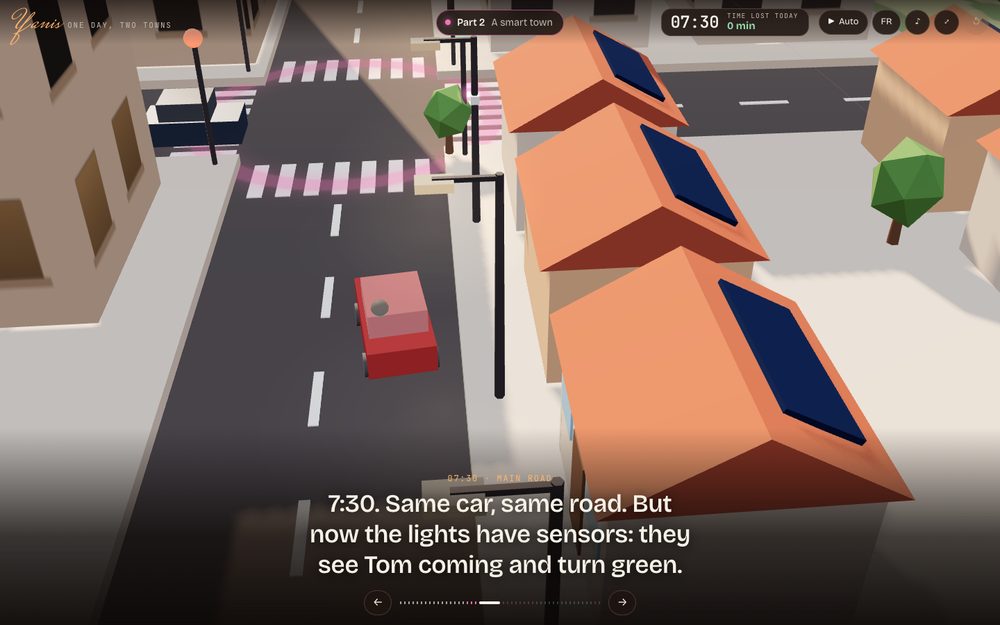 Yanis ONE DAY, TWO TOWNS
Part 2 A smart town
07:30 TIME LOST TODAY
0 min
Auto
FR
07:30 · MAIN ROAD
7:30. Same car, same road. But
now the lights have sensors: they
see Tom coming and turn green.